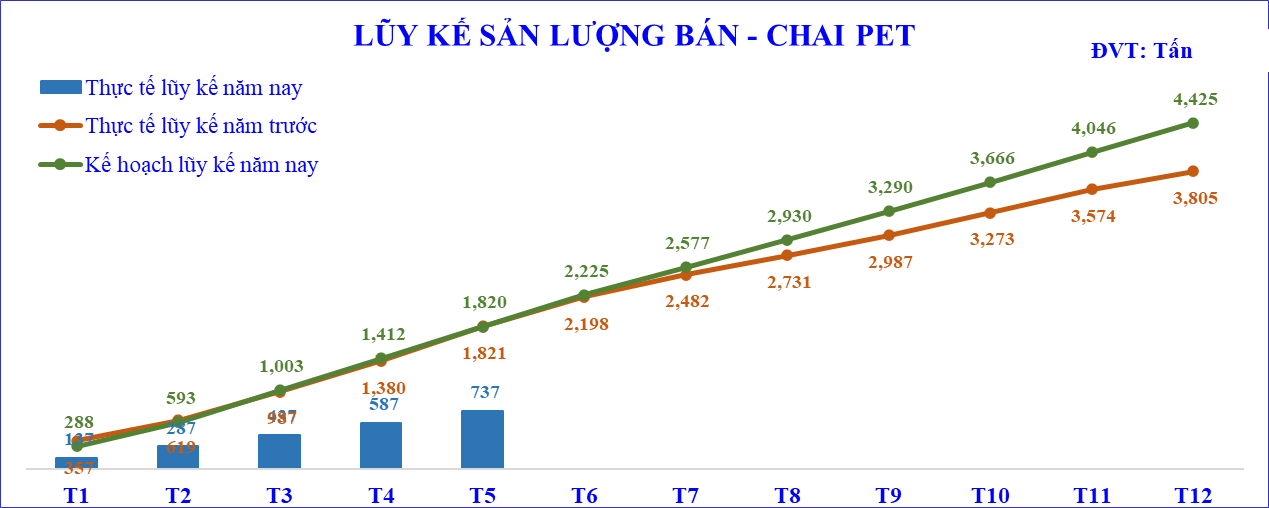 LŨY KẾ SẢN LƯỢNG BÁN - CHAI PET
ĐVT: Tấn
Thực tế lũy kế năm nay
Thực tế lũy kế năm trước
Kế hoạch lũy kế năm nay
288 593 1,003 1,412 1,820 2,225 2,577 2,930 3,290 3,666 4,046 4,425
287 587 737
357 619 987 1,380 1,821 2,198 2,482 2,731 2,987 3,273 3,574 3,805
T1 T2 T3 T4 T5 T6 T7 T8 T9 T10 T11 T12